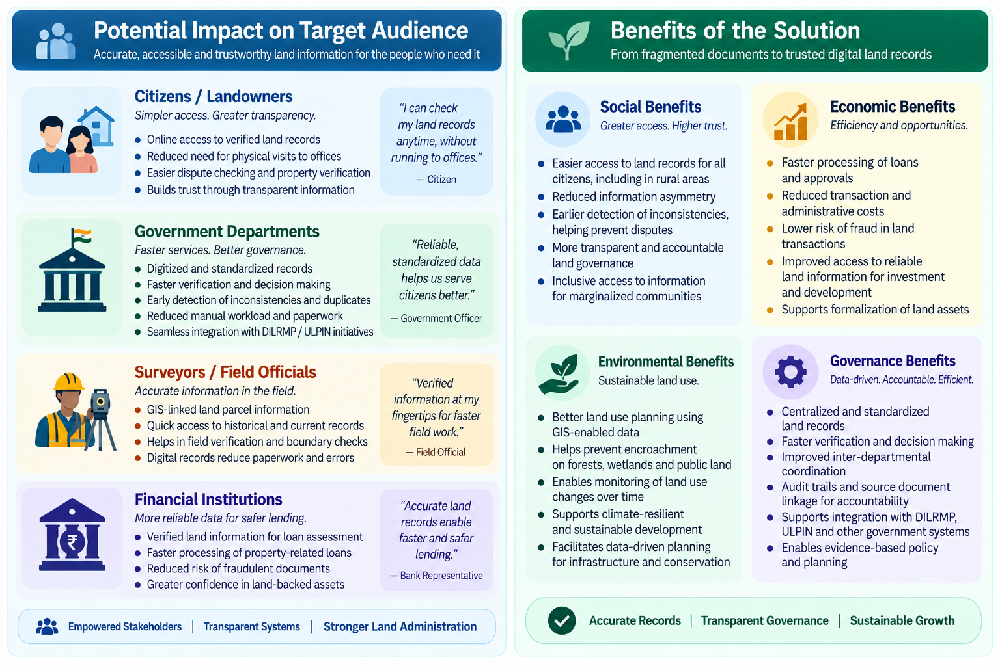 Potential Impact on Target Audience
Accurate, accessible and trustworthy land information for the people who need it
Citizens / Landowners
Simpler access. Greater transparency.
• Online access to verified land records
• Reduced need for physical visits to offices
• Easier dispute checking and property verification
• Builds trust through transparent information
“I can check
my land records
anytime, without
running to offices.”
— Citizen
Government Departments
Faster services. Better governance.
• Digitized and standardized records
• Faster verification and decision making
• Early detection of inconsistencies and duplicates
• Reduced manual workload and paperwork
• Seamless integration with DILRMP / ULPIN initiatives
“Reliable,
standardized data
helps us serve
citizens better.”
— Government Officer
Surveyors / Field Officials
Accurate information in the field.
• GIS-linked land parcel information
• Quick access to historical and current records
• Helps in field verification and boundary checks
• Digital records reduce paperwork and errors
“Verified
information at my
fingertips for faster
field work.”
— Field Official
₹
Financial Institutions
More reliable data for safer lending.
• Verified land information for loan assessment
• Faster processing of property-related loans
• Reduced risk of fraudulent documents
• Greater confidence in land-backed assets
“Accurate land
records enable
faster and safer
lending.”
— Bank Representative
Empowered Stakeholders | Transparent Systems | Stronger Land Administration
Benefits of the Solution
From fragmented documents to trusted digital land records
Social Benefits
Greater access. Higher trust.
• Easier access to land records for all
citizens, including in rural areas
• Reduced information asymmetry
• Earlier detection of inconsistencies,
helping prevent disputes
• More transparent and accountable
land governance
• Inclusive access to information
for marginalized communities
Economic Benefits
Efficiency and opportunities.
• Faster processing of loans
and approvals
• Reduced transaction and
administrative costs
• Lower risk of fraud in land
transactions
• Improved access to reliable
land information for investment
and development
• Supports formalization of land assets
Environmental Benefits
Sustainable land use.
• Better land use planning using
GIS-enabled data
• Helps prevent encroachment
on forests, wetlands and public land
• Enables monitoring of land use
changes over time
• Supports climate-resilient
and sustainable development
• Facilitates data-driven planning
for infrastructure and conservation
Governance Benefits
Data-driven. Accountable. Efficient.
• Centralized and standardized
land records
• Faster verification and decision making
• Improved inter-departmental
coordination
• Audit trails and source document
linkage for accountability
• Supports integration with DILRMP,
ULPIN and other government systems
• Enables evidence-based policy
and planning
Accurate Records | Transparent Governance | Sustainable Growth